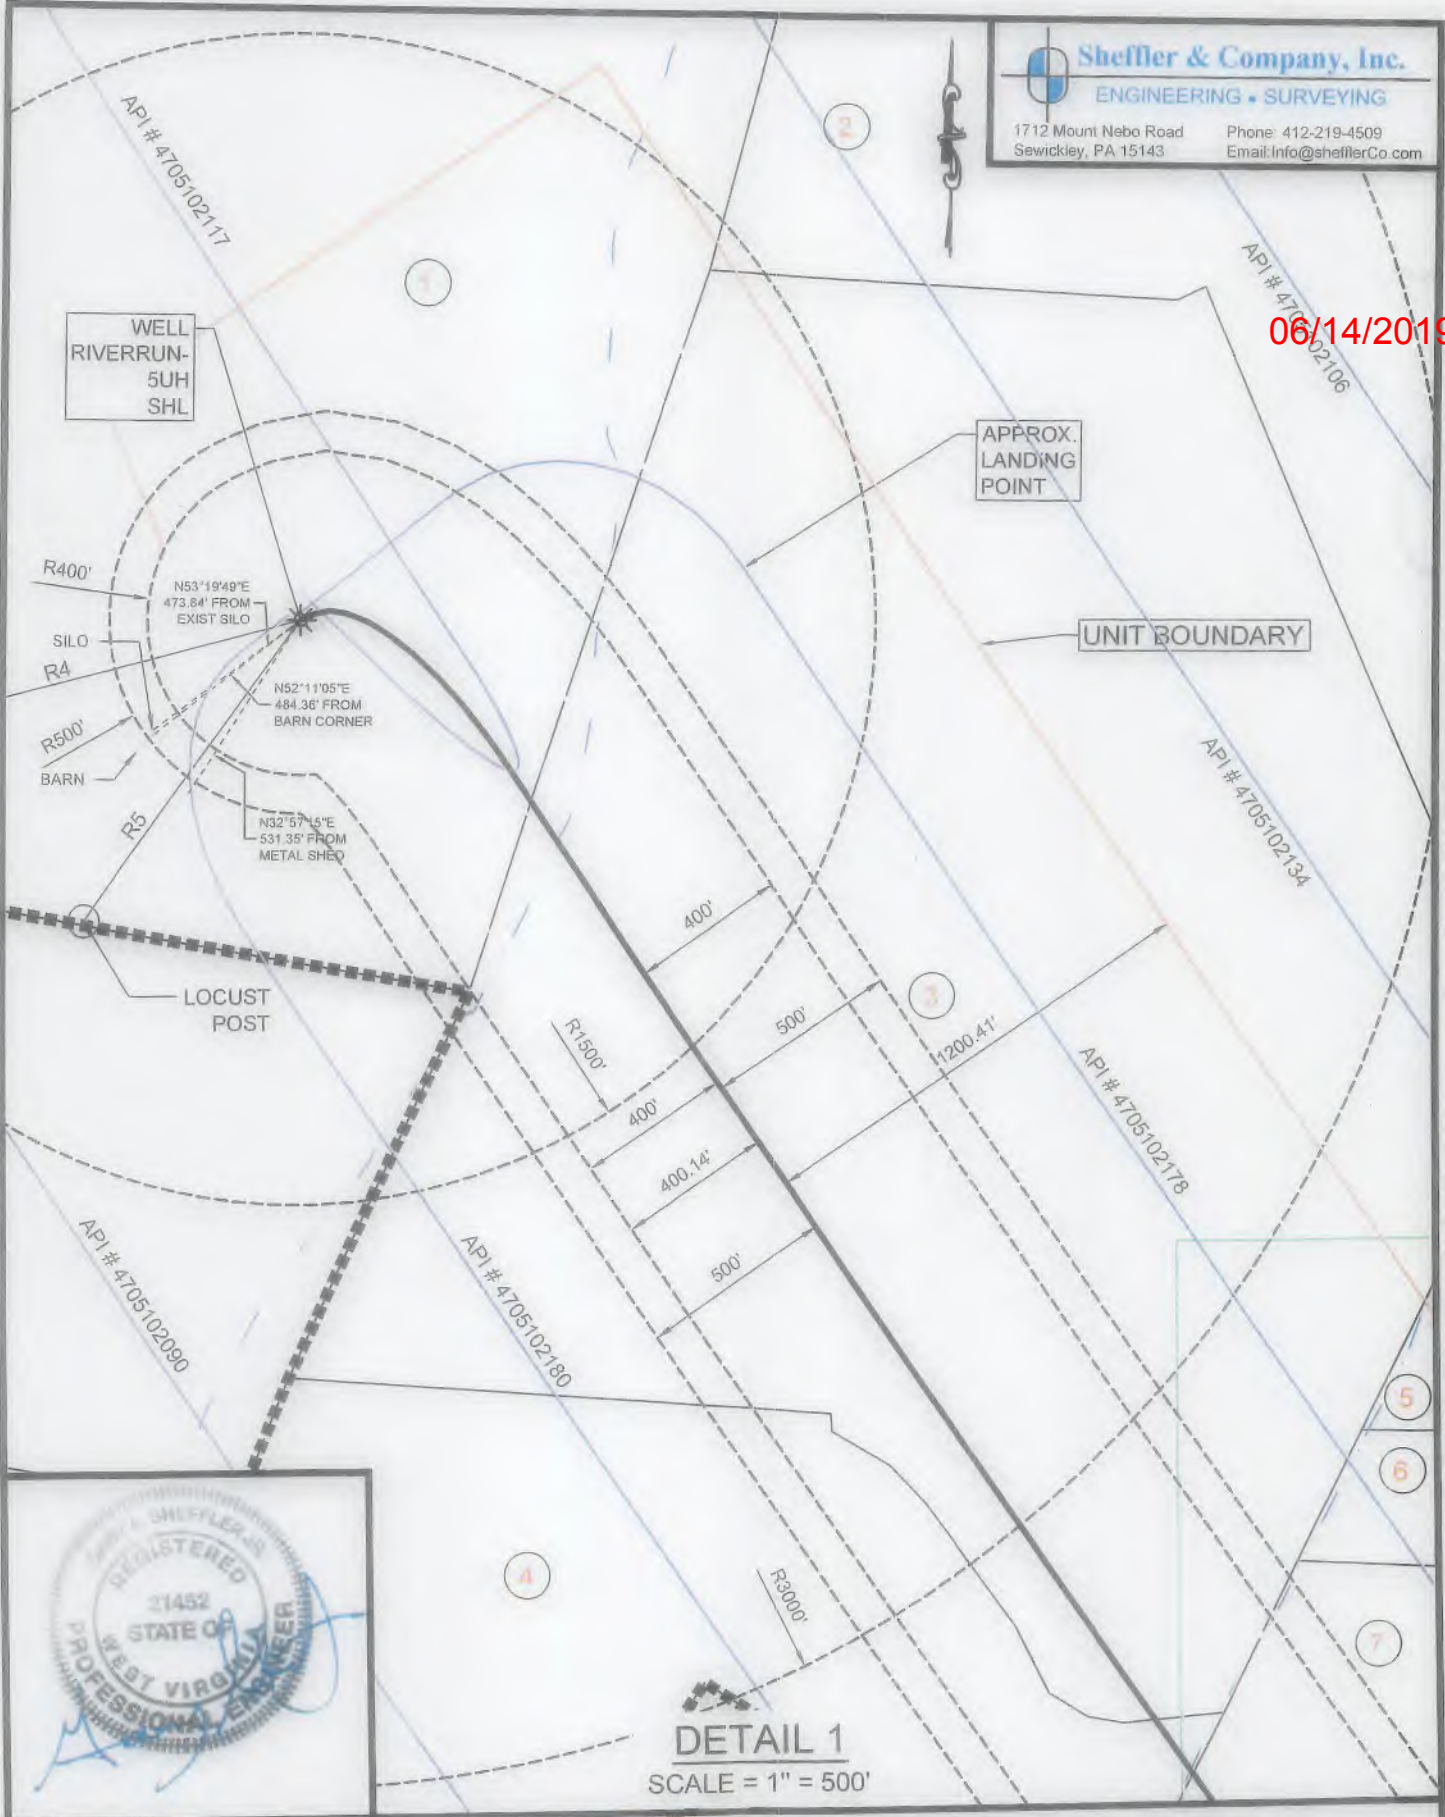 Sheffler & Company, Inc.
ENGINEERING • SURVEYING
1712 Mount Nebo Road
Sewickley, PA 15143
Phone: 412-219-4509
Email:Info@shefflerCo.com
2
API # 4705102117
1
API # 4705102106
06/14/2019
WELL
RIVERRUN-
5UH
SHL
APPROX.
LANDING
POINT
R400'
N53°19'49"E
473.84' FROM
EXIST SILO
SILO
R4
UNIT BOUNDARY
N52°11'05"E
484.36' FROM
BARN CORNER
R500'
BARN
R5
N32°57'15"E
531.35' FROM
METAL SHED
API # 4705102134
400'
LOCUST
POST
3
500'
R1500'
1200.41'
400'
API # 4705102178
400.14'
500'
API # 4705102090
API # 4705102180
5
6
4
R3000'
7
SHEFFLER JR
REGISTERED
21452
STATE OF
WEST VIRGINIA
PROFESSIONAL ENGINEER
DETAIL 1
SCALE = 1" = 500'